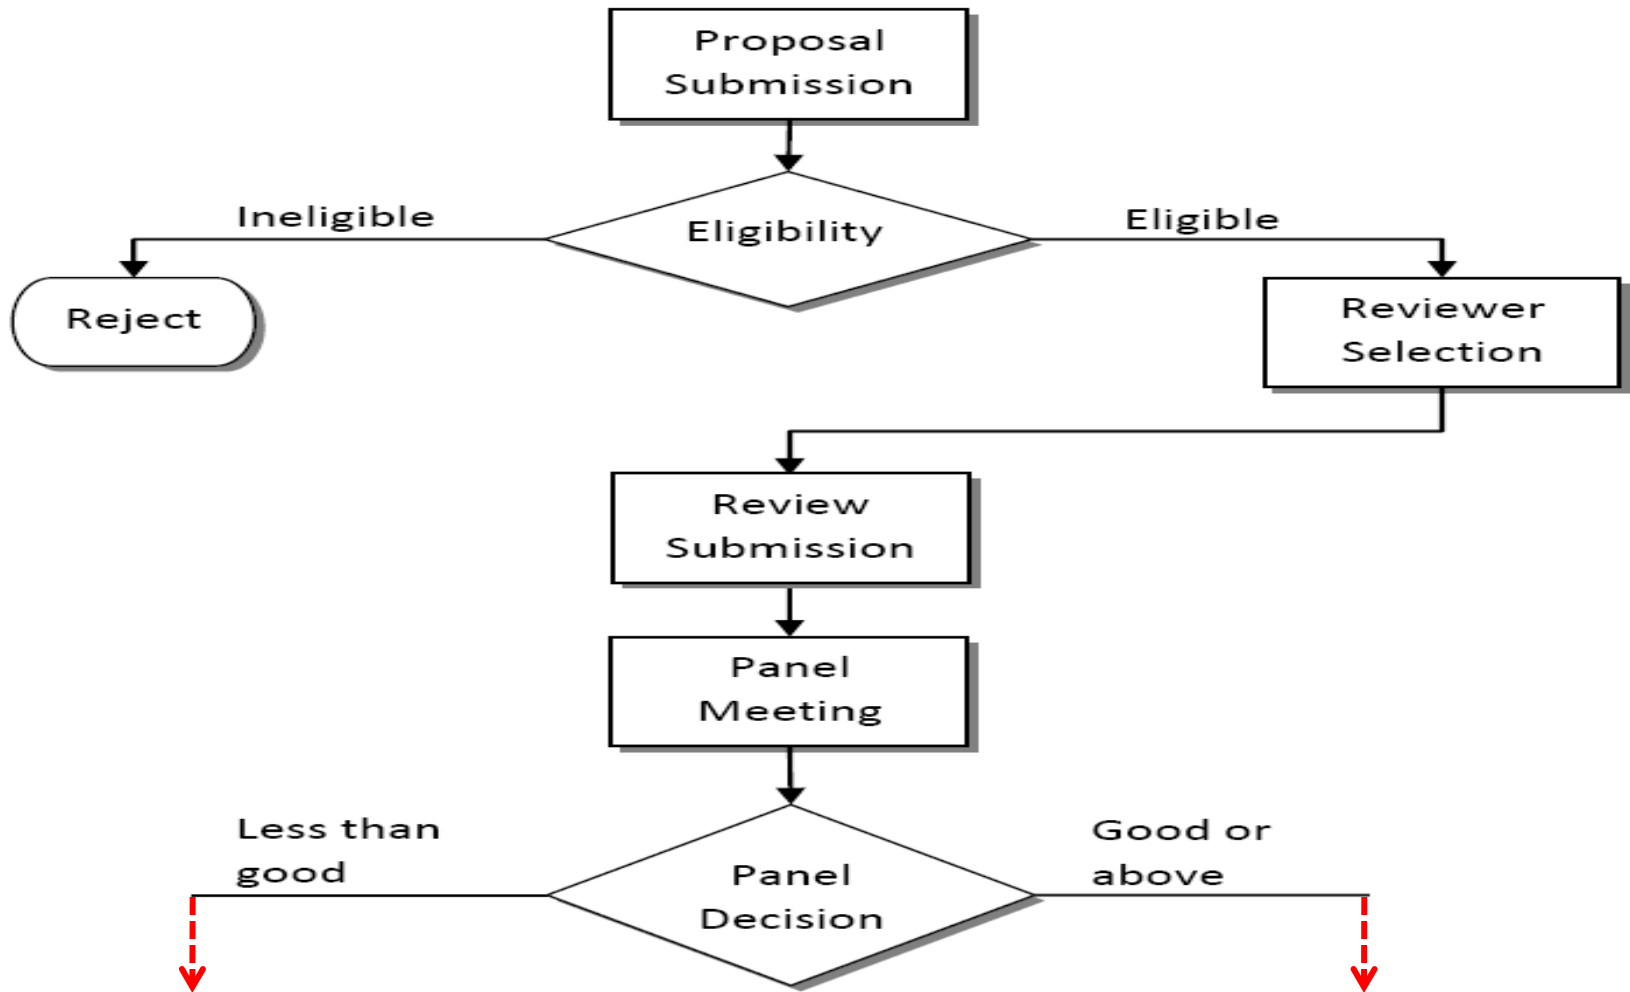 Proposal
Submission
Ineligible
Eligibility
Eligible
Reject
Reviewer
Selection
Review
Submission
Panel
Meeting
Less than
good
Panel
Decision
Good or
above